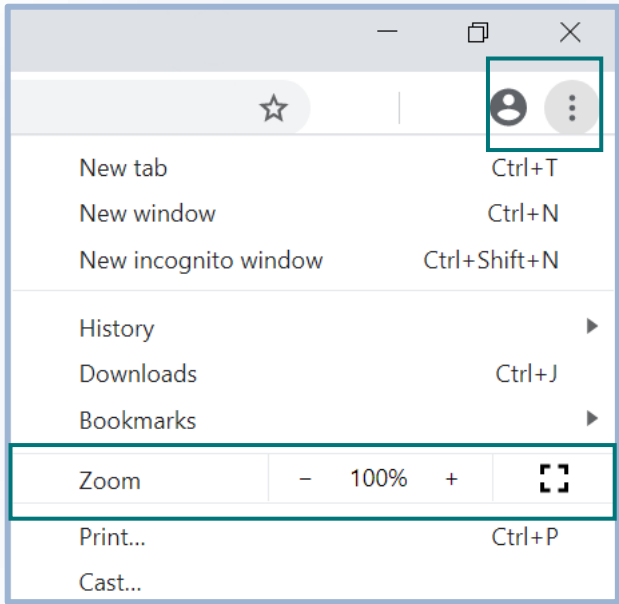 New tab Ctrl+T
New window Ctrl+N
New incognito window Ctrl+Shift+N
History
Downloads Ctrl+J
Bookmarks
Zoom - 100% +
Print... Ctrl+P
Cast...